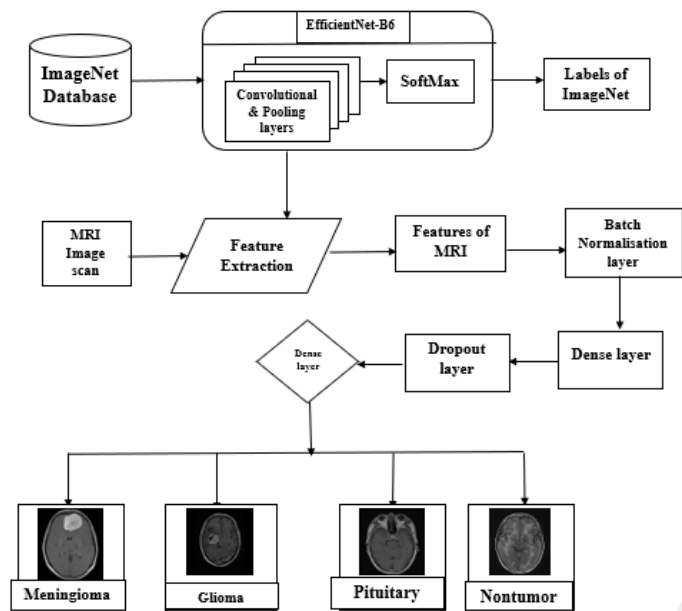 EfficientNet-B6
ImageNet
Database
Convolutional
& Pooling
layers
SoftMax
Labels of
ImageNet
MRI
Image
scan
Feature
Extraction
Features of
MRI
Batch
Normalisation
layer
Dense
layer
Dropout
layer
Dense layer
Meningioma
Glioma
Pituitary
Nontumor